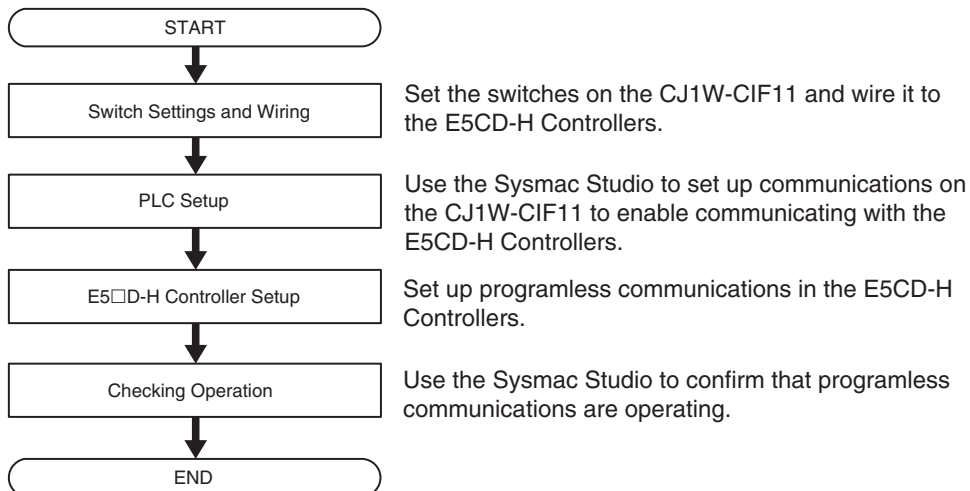 START
Switch Settings and Wiring
Set the switches on the CJ1W-CIF11 and wire it to
the E5CD-H Controllers.
PLC Setup
Use the Sysmac Studio to set up communications on
the CJ1W-CIF11 to enable communicating with the
E5CD-H Controllers.
E5□D-H Controller Setup
Set up programless communications in the E5CD-H
Controllers.
Checking Operation
Use the Sysmac Studio to confirm that programless
communications are operating.
END